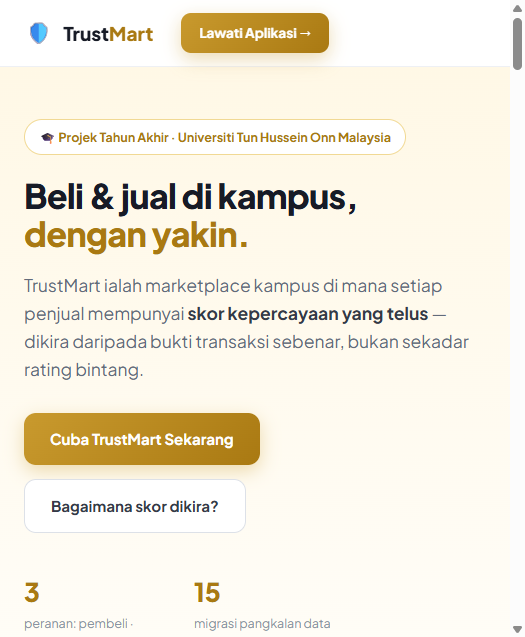 TrustMart
Lawati Aplikasi →
Projek Tahun Akhir · Universiti Tun Hussein Onn Malaysia
Beli & jual di kampus,
dengan yakin.
TrustMart ialah marketplace kampus di mana setiap
penjual mempunyai skor kepercayaan yang telus —
dikira daripada bukti transaksi sebenar, bukan sekadar
rating bintang.
Cuba TrustMart Sekarang
Bagaimana skor dikira?
3
15
peranan: pembeli ·
migrasi pangkalan data